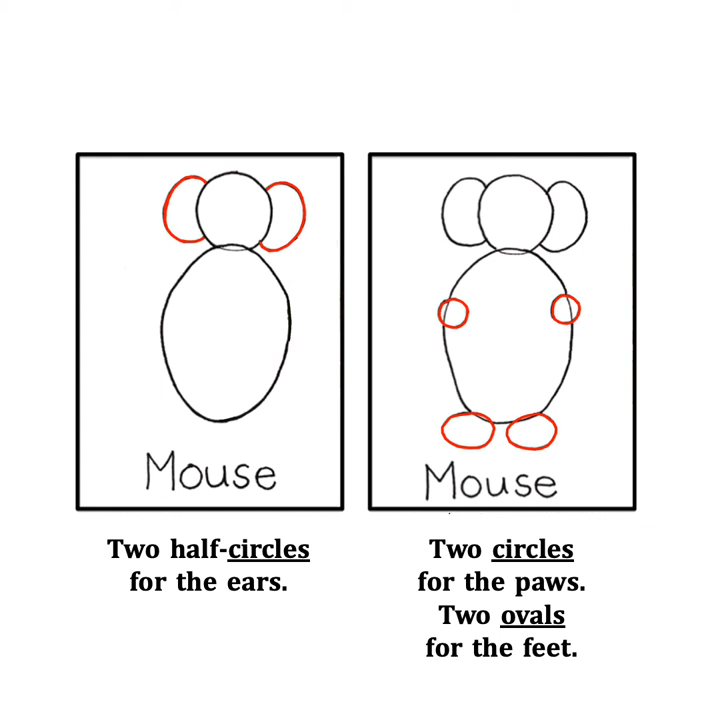 Mouse
Two half-circles
for the ears.
Mouse
Two circles
for the paws.
Two ovals
for the feet.